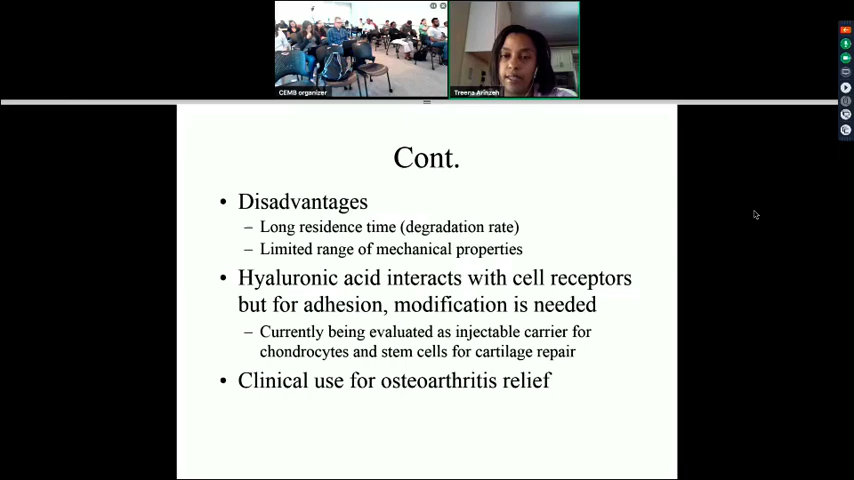 CEMB organizer
Treena Arinzeh
Cont.
• Disadvantages
– Long residence time (degradation rate)
– Limited range of mechanical properties
• Hyaluronic acid interacts with cell receptors
but for adhesion, modification is needed
– Currently being evaluated as injectable carrier for
chondrocytes and stem cells for cartilage repair
• Clinical use for osteoarthritis relief